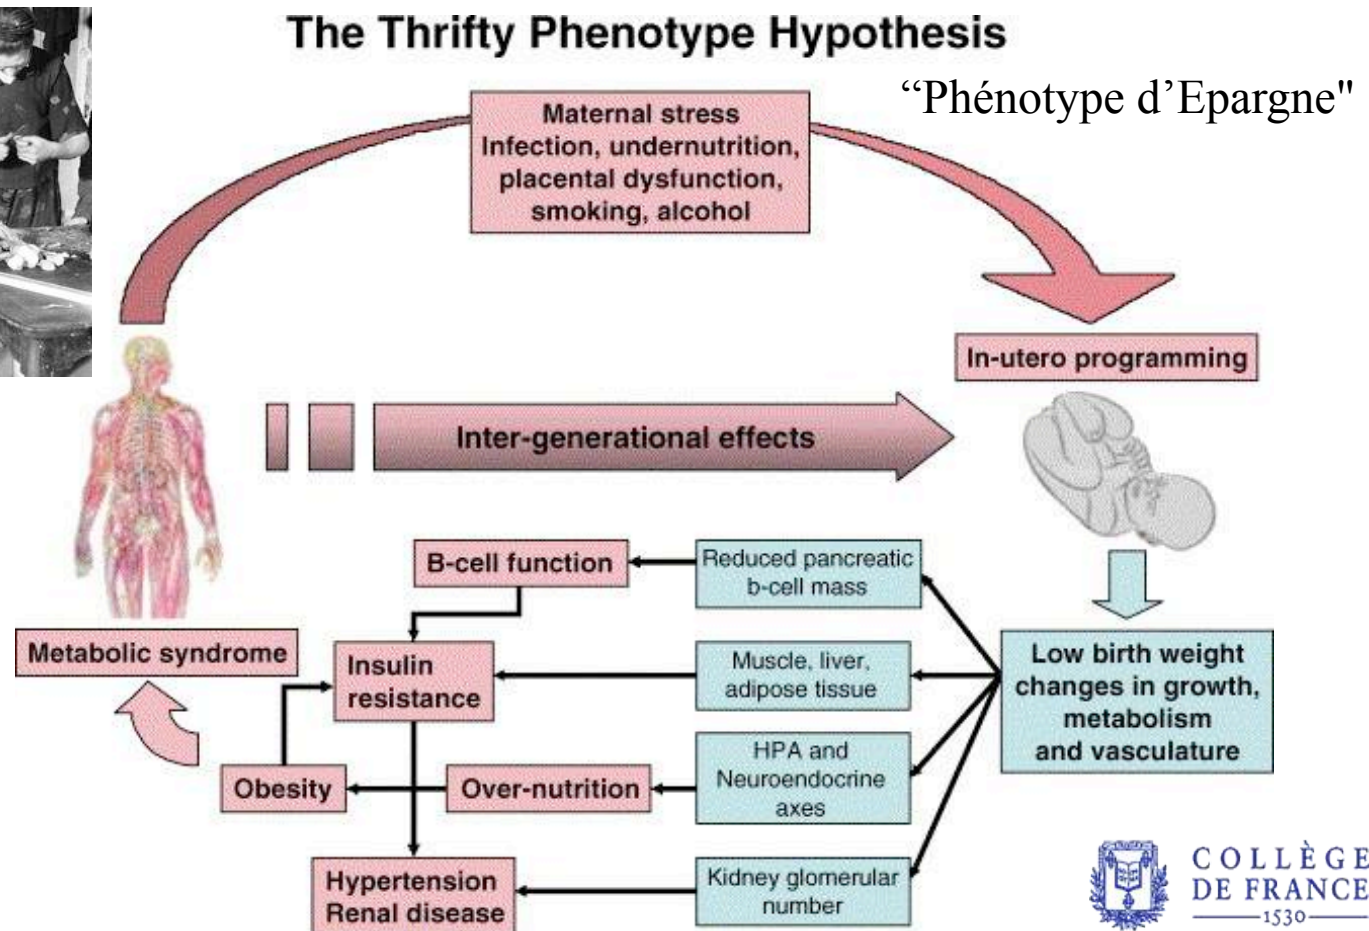 The Thrifty Phenotype Hypothesis
“Phénotype d’Epargne"
Maternal stress
Infection, undernutrition,
placental dysfunction,
smoking, alcohol
In-utero programming
Inter-generational effects
B-cell function
Reduced pancreatic
b-cell mass
Metabolic syndrome
Insulin
resistance
Muscle, liver,
adipose tissue
Low birth weight
changes in growth,
metabolism
and vasculature
Obesity
Over-nutrition
HPA and
Neuroendocrine
axes
Hypertension
Renal disease
Kidney glomerular
number
COLLÈGE
DE FRANCE
1530